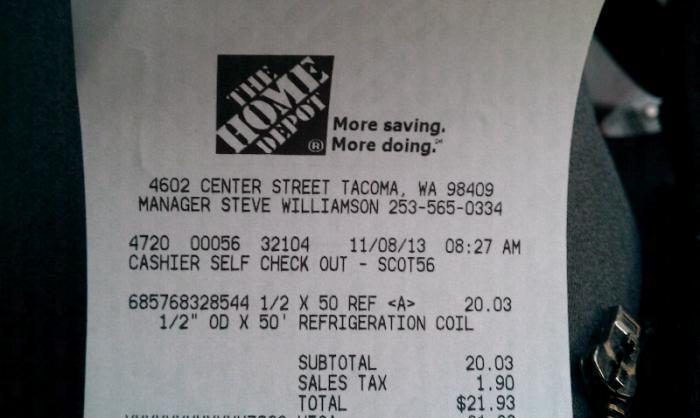 THE
HOME
DEPOT
®
More saving.
More doing.℠
4602 CENTER STREET TACOMA, WA 98409
MANAGER STEVE WILLIAMSON 253-565-0334
4720 00056 32104 11/08/13 08:27 AM
CASHIER SELF CHECK OUT - SCOT56
685768328544 1/2 X 50 REF <A> 20.03
1/2" OD X 50' REFRIGERATION COIL
SUBTOTAL 20.03
SALES TAX 1.90
TOTAL $21.93